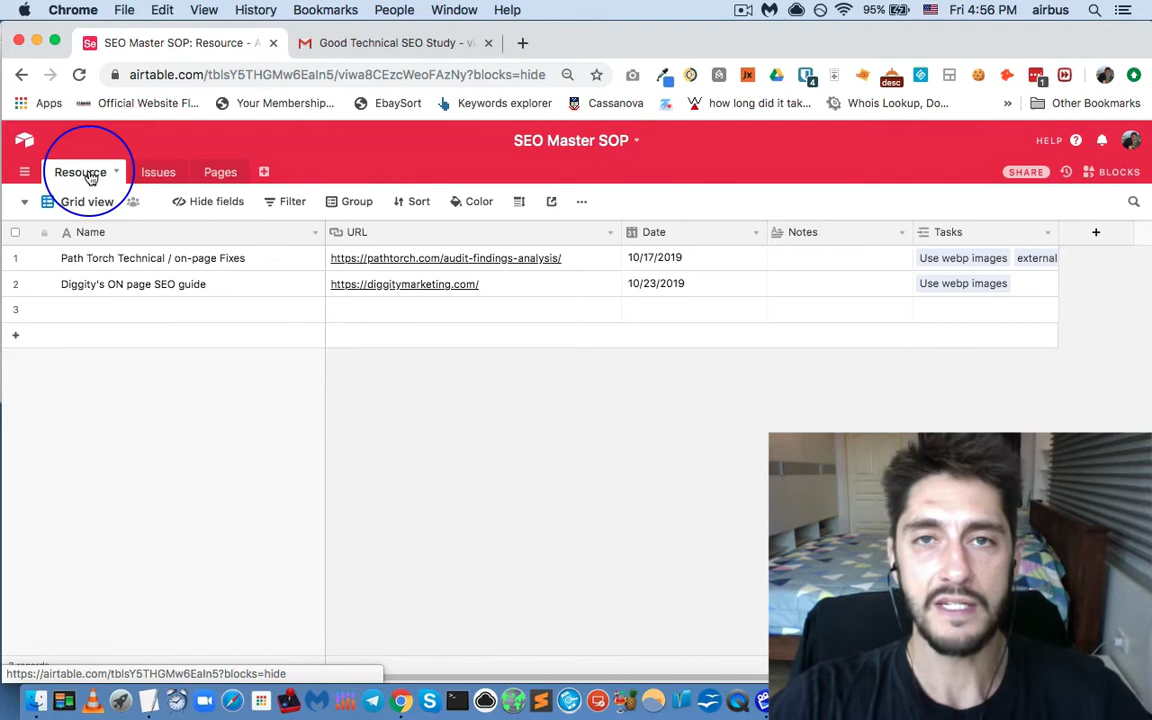 Chrome File Edit View History Bookmarks People Window Help 95% Fri 4:56 PM airbus
SEO Master SOP: Resource - A Good Technical SEO Study - vi
airtable.com/tblsY5THGMw6EaIn5/viwa8CEzcWeoFAzNy?blocks=hide 4 desc 1
Apps Official Website Fl... Your Membership... EbaySort Keywords explorer Cassanova how long did it tak... Whois Lookup, Do... » Other Bookmarks
SEO Master SOP HELP
Resource Issues Pages SHARE BLOCKS
Grid view Hide fields Filter Group Sort Color
Name URL Date Notes Tasks
1 Path Torch Technical / on-page Fixes https://pathtorch.com/audit-findings-analysis/ 10/17/2019 Use webp images external
2 Diggity's ON page SEO guide https://diggitymarketing.com/ 10/23/2019 Use webp images
3
+
https://airtable.com/tblsY5THGMw6EaIn5?blocks=hide